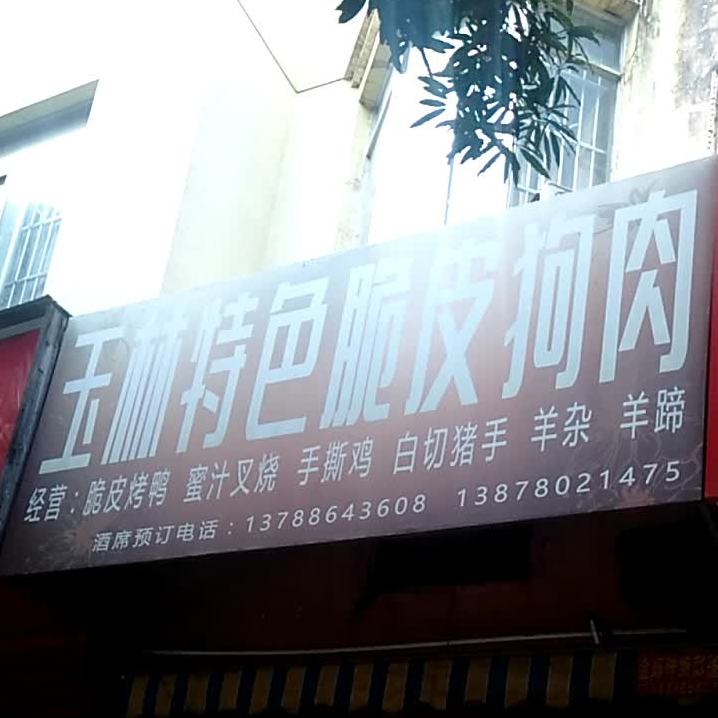 玉林特色脆皮狗肉
经营：脆皮烤鸭 蜜汁叉烧 手撕鸡 白切猪手 羊杂 羊蹄
酒席预订电话：13788643608 13878021475